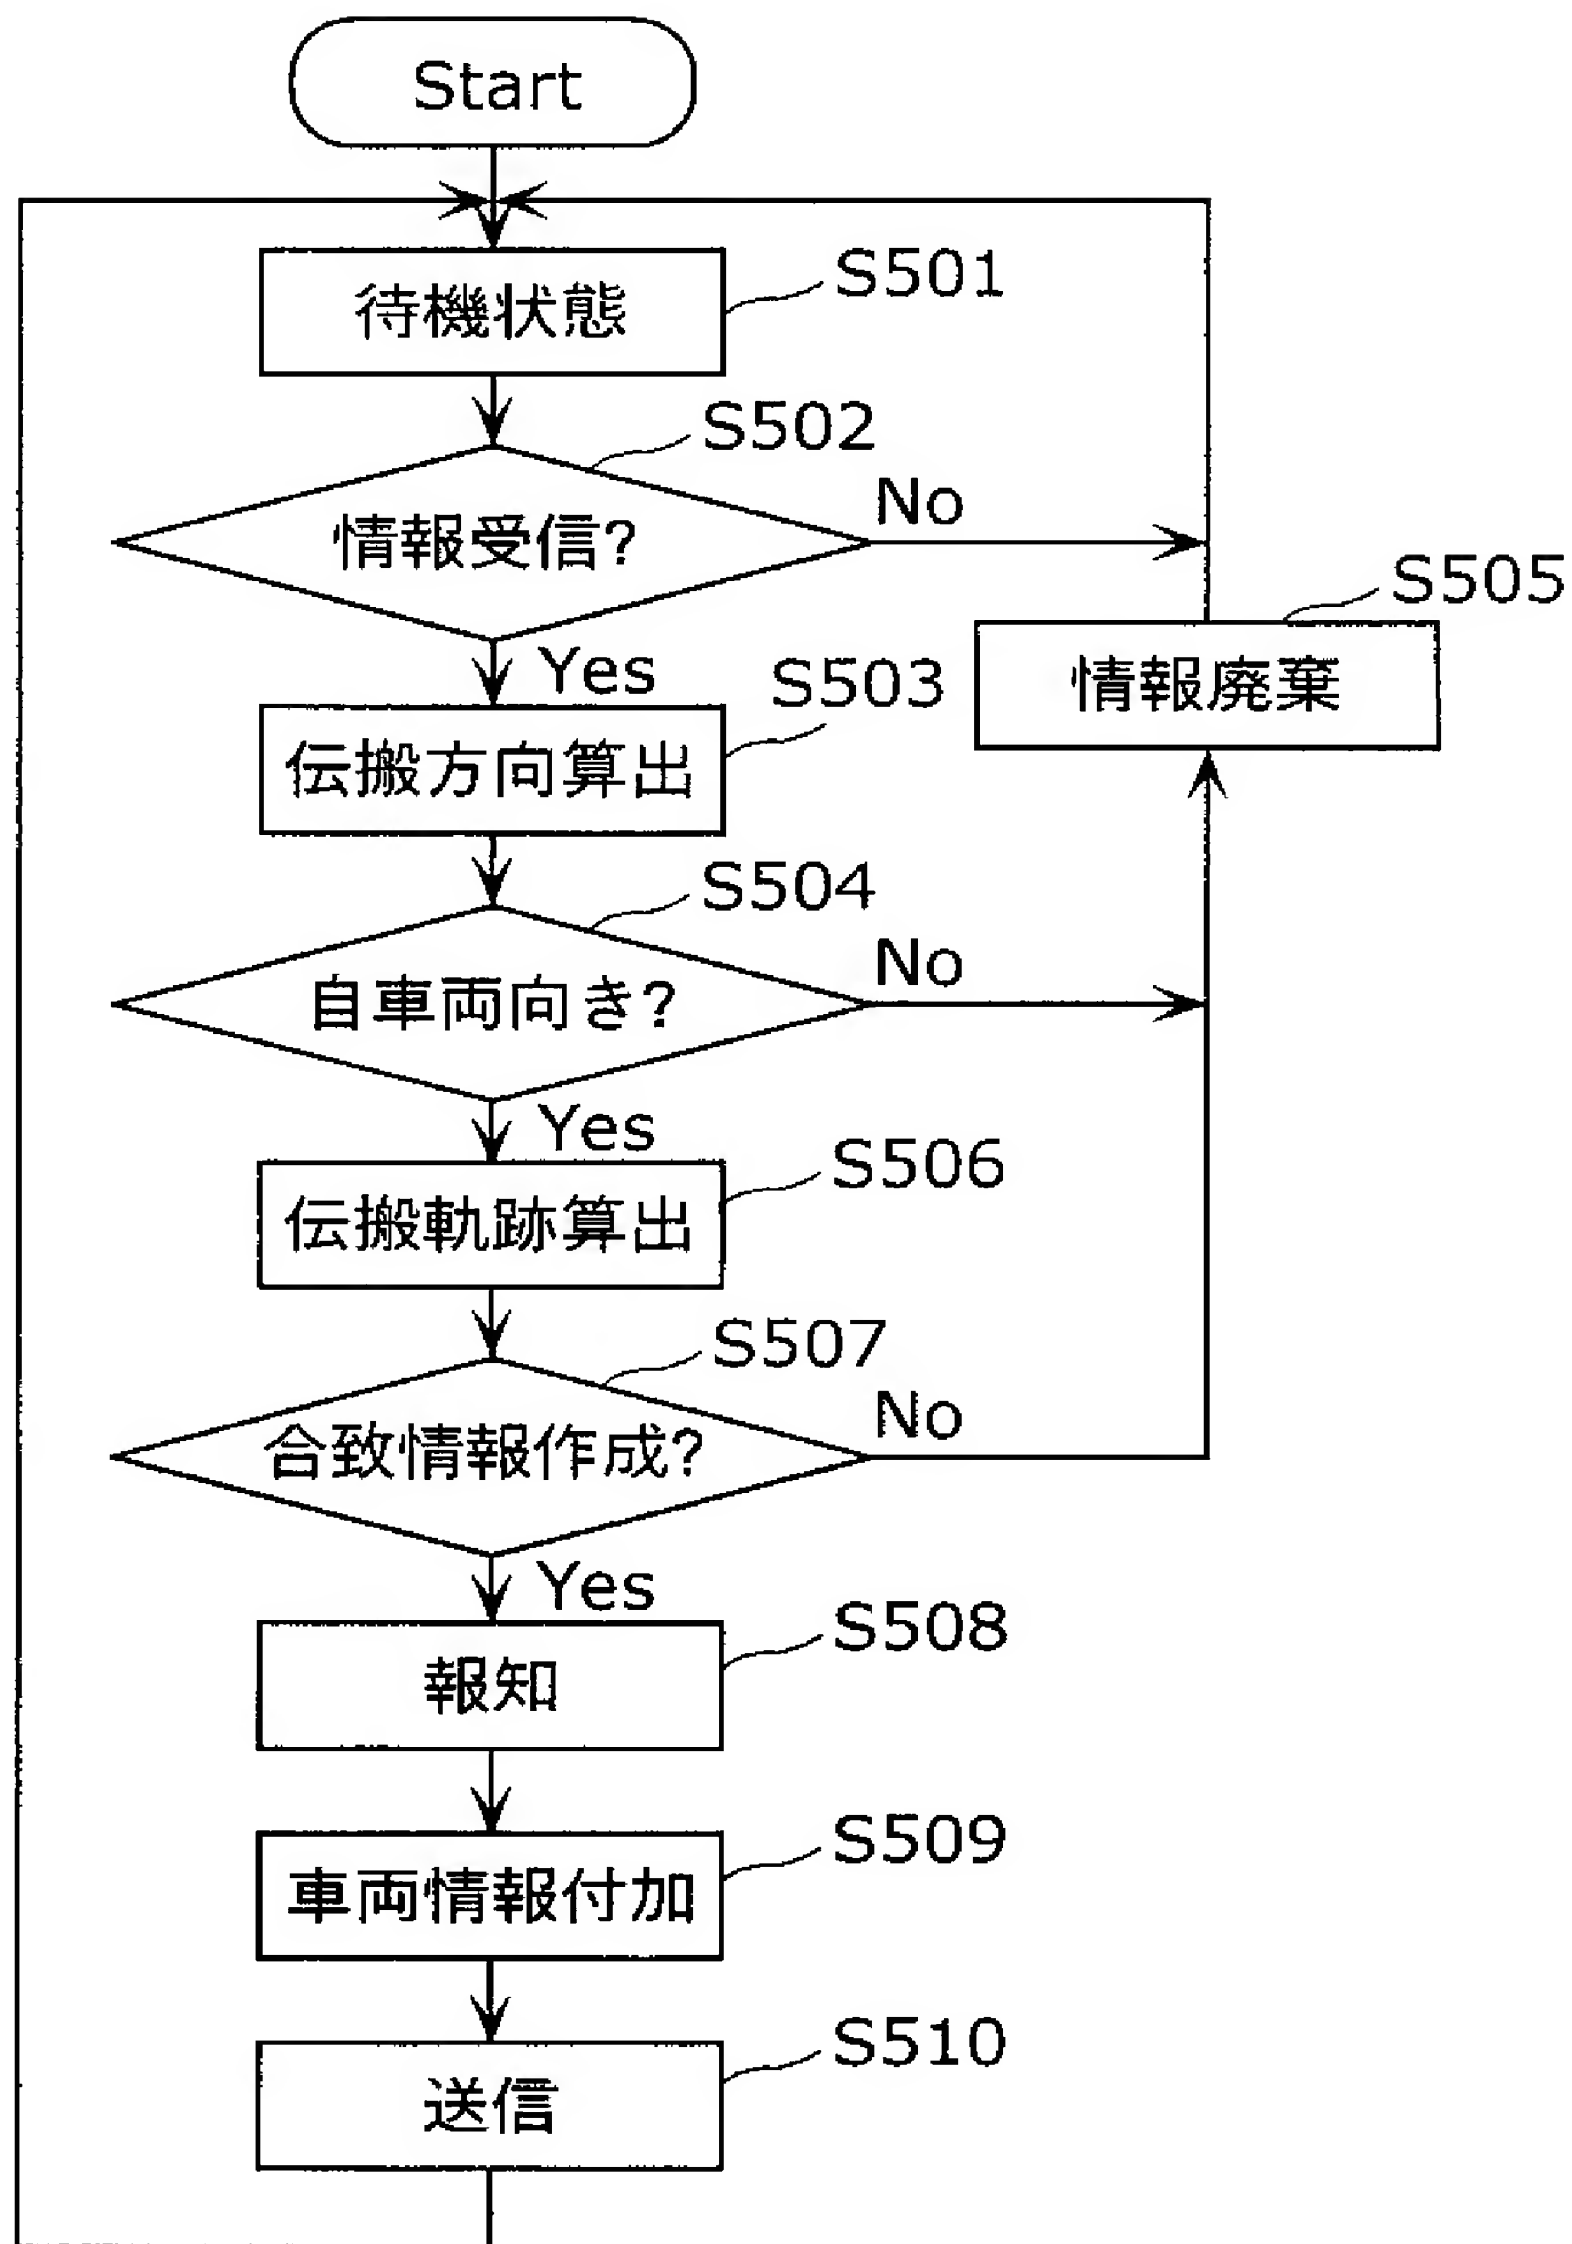 Start
待機状態
S501
S502
情報受信?
No
Yes
S505
情報廃棄
S503
伝搬方向算出
S504
自車両向き?
No
Yes
S506
伝搬軌跡算出
S507
合致情報作成?
No
Yes
S508
報知
S509
車両情報付加
S510
送信